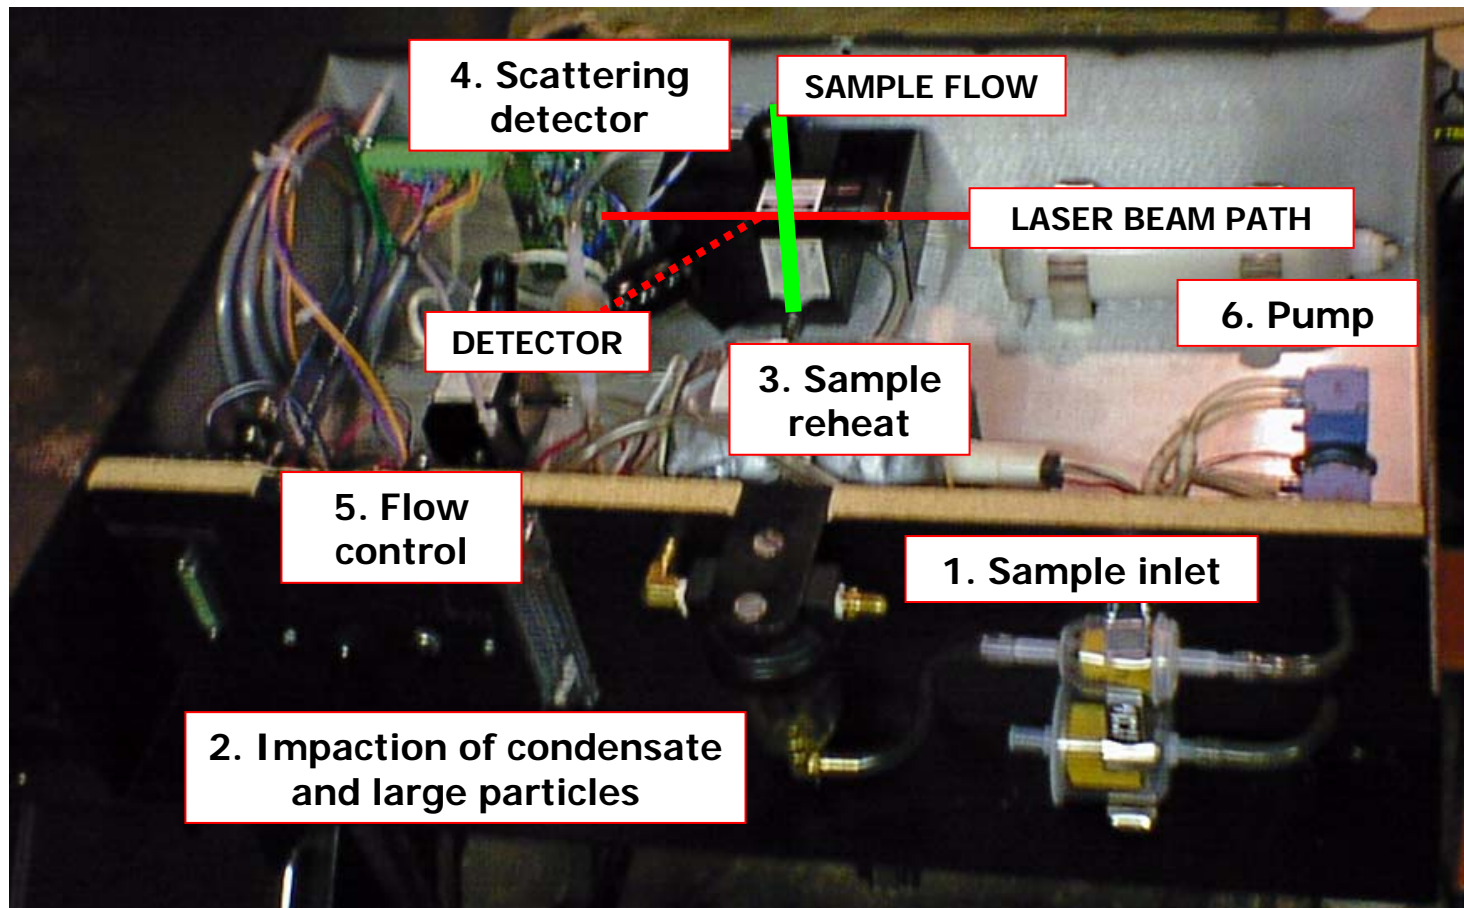 4. Scattering
detector
SAMPLE FLOW
LASER BEAM PATH
6. Pump
DETECTOR
3. Sample
reheat
5. Flow
control
1. Sample inlet
2. Impaction of condensate
and large particles